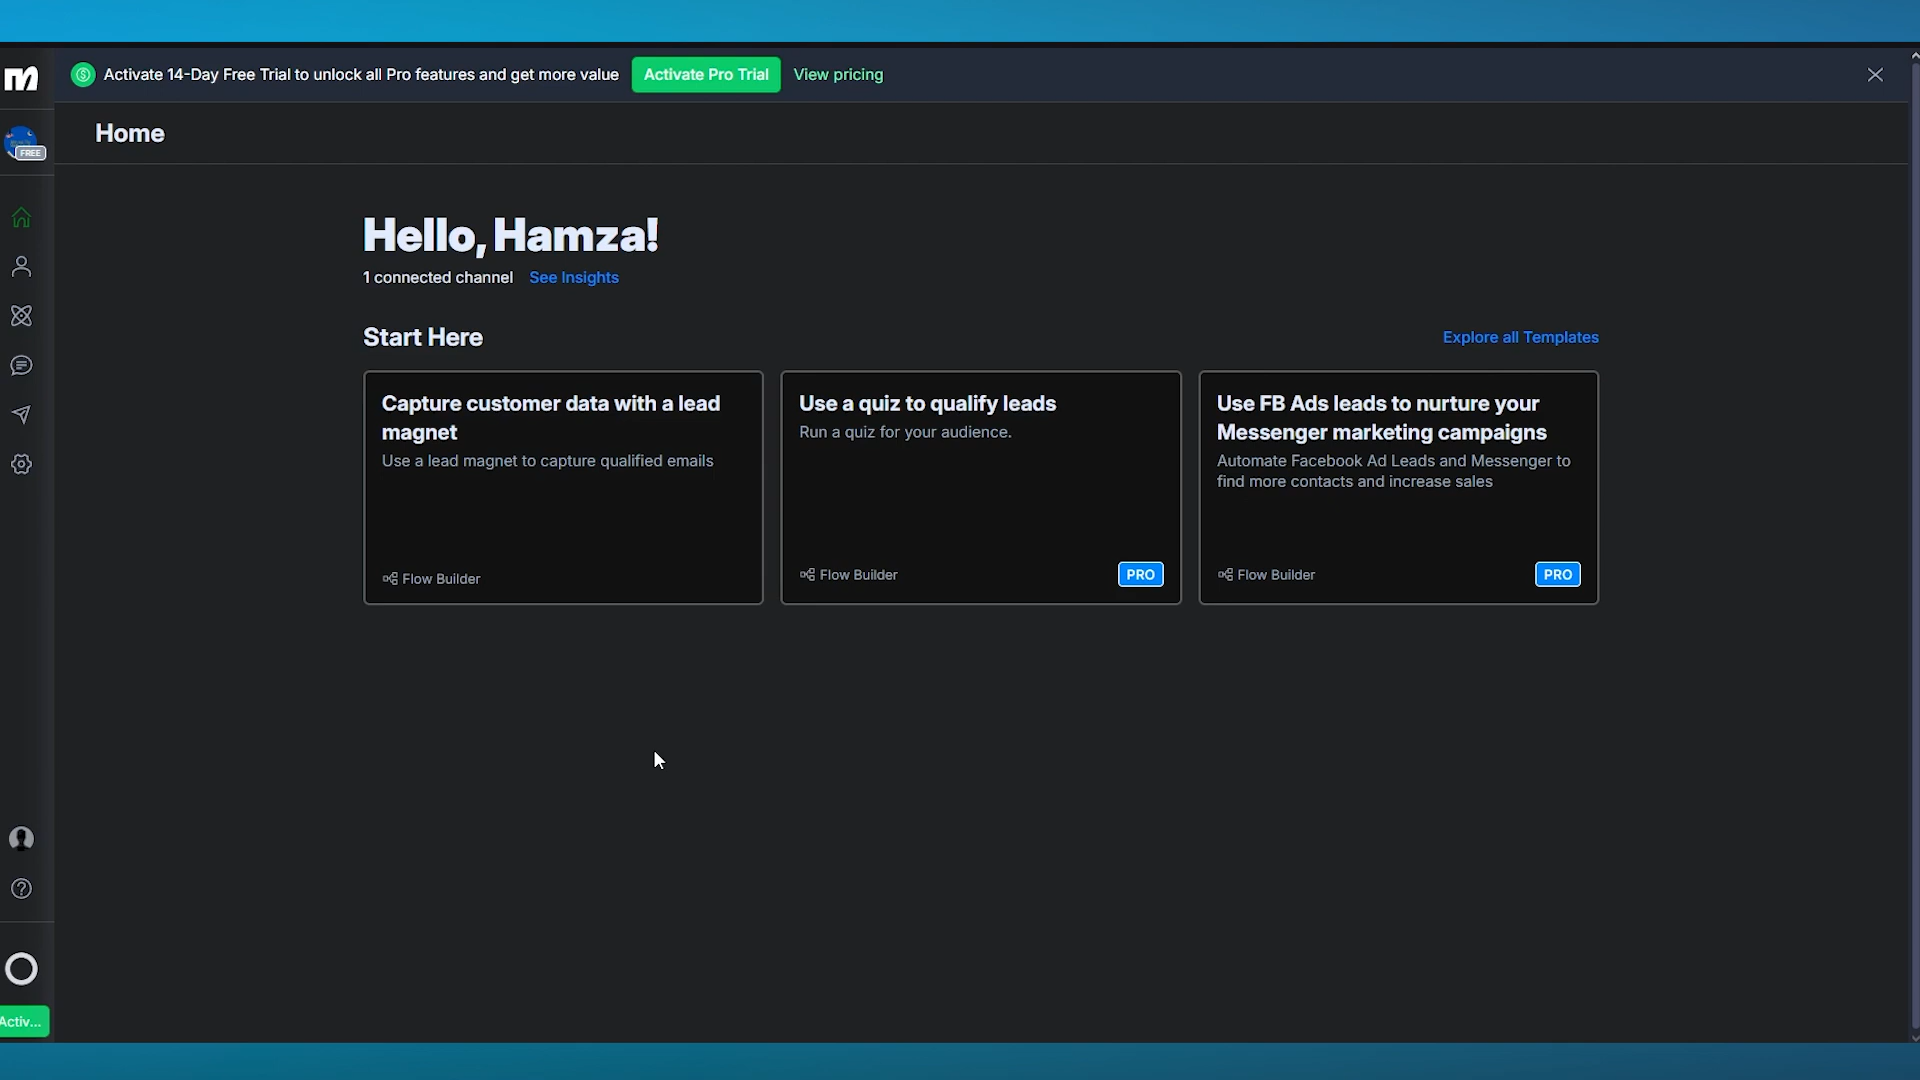 Activate 14-Day Free Trial to unlock all Pro features and get more value Activate Pro Trial View pricing
FREE
Home
Hello, Hamza!
1 connected channel See Insights
Start Here
Explore all Templates
Capture customer data with a lead
magnet
Use a lead magnet to capture qualified emails
Flow Builder
Use a quiz to qualify leads
Run a quiz for your audience.
Flow Builder
PRO
Use FB Ads leads to nurture your
Messenger marketing campaigns
Automate Facebook Ad Leads and Messenger to
find more contacts and increase sales
Flow Builder
PRO
Activ...